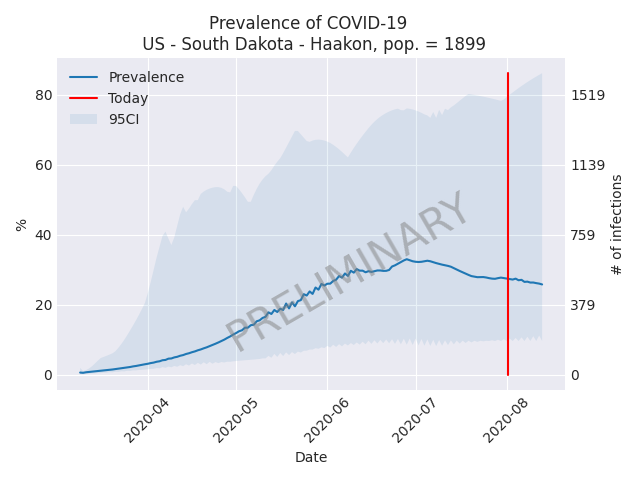 Prevalence of COVID-19
US - South Dakota - Haakon, pop. = 1899
Prevalence
Today
95CI
80
60
40
20
0
%
1519
1139
759
379
0
# of infections
PRELIMINARY
2020-04
2020-05
2020-06
2020-07
2020-08
Date